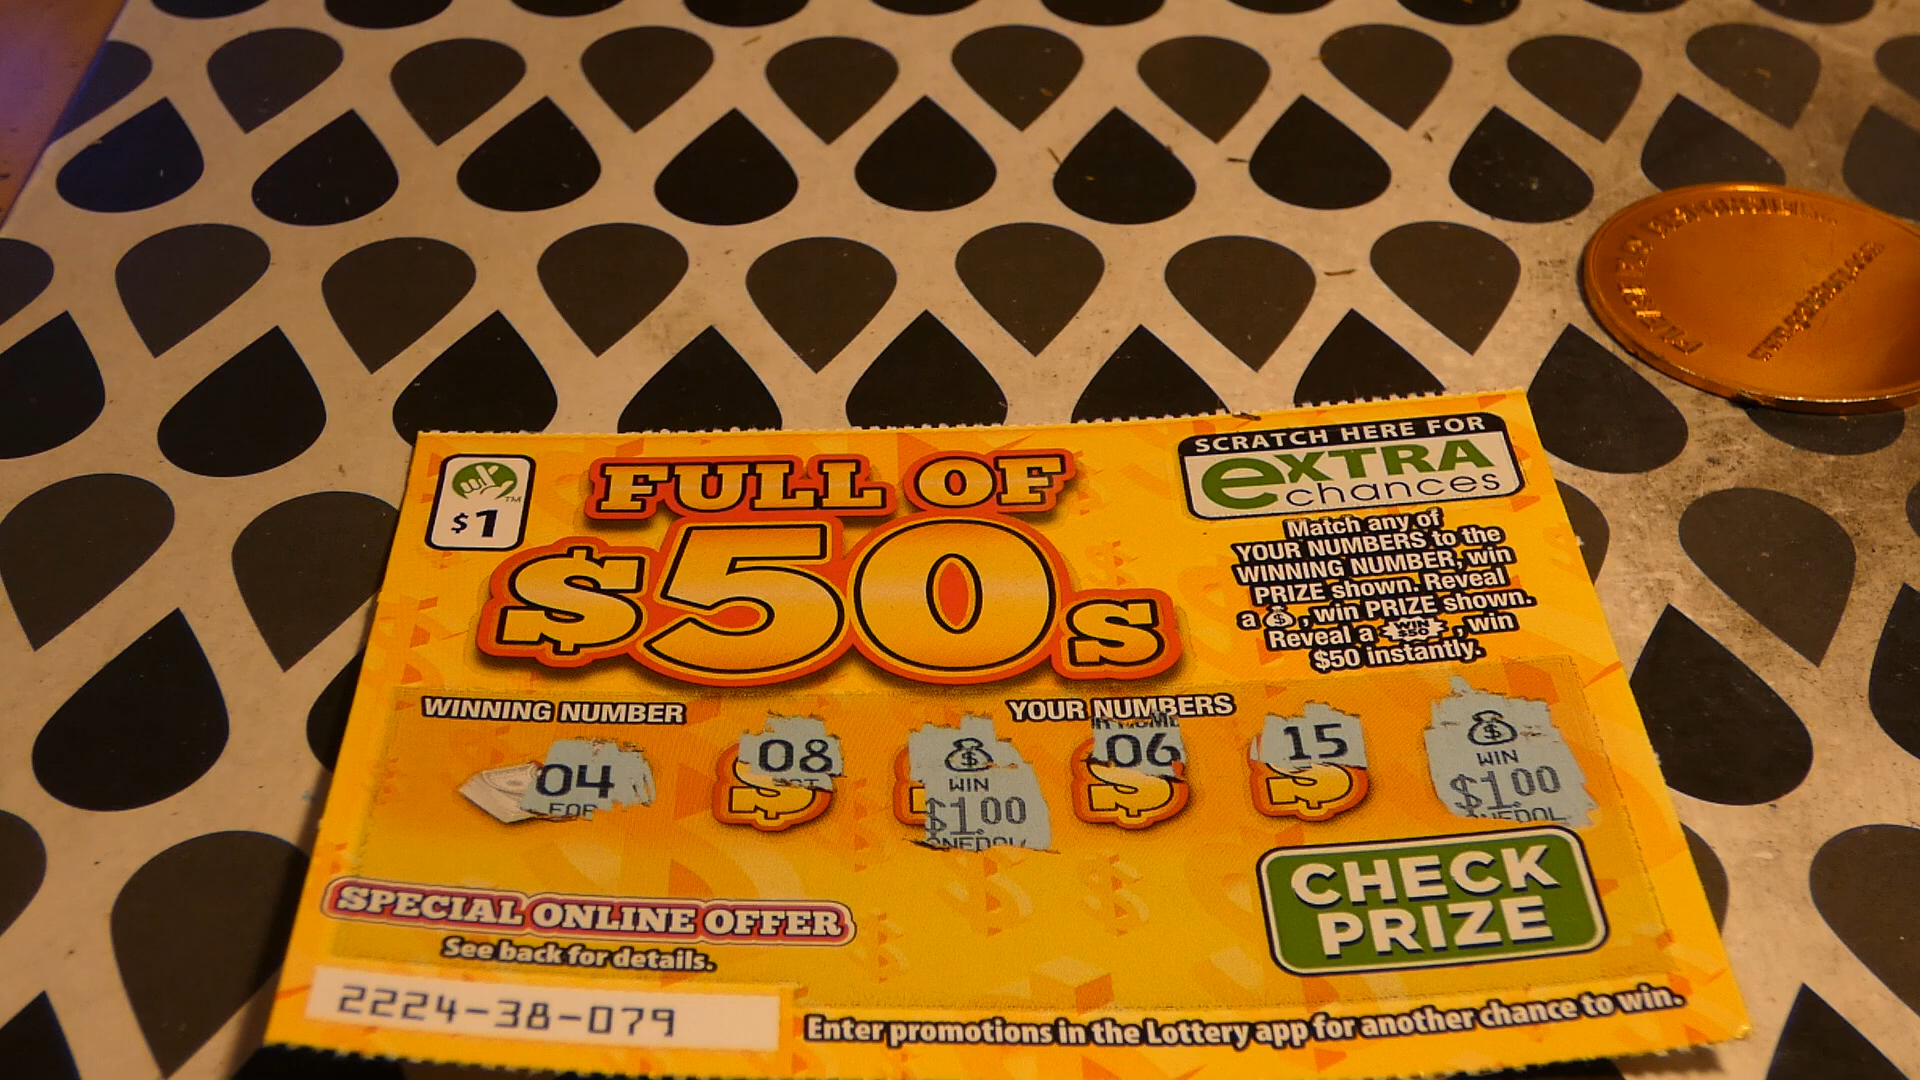 SCRATCH HERE FOR
eXTRA
chances
FULL OF
$50s
TM
$1
Match any of
YOUR NUMBERS to the
WINNING NUMBER, win
PRIZE shown. Reveal
a $, win PRIZE shown.
Reveal a WIN $50, win
$50 instantly.
WINNING NUMBER
YOUR NUMBERS
04
08
$
WIN
$1.00
06
15
$
WIN
$1.00
$
$
$
CHECK
PRIZE
SPECIAL ONLINE OFFER
See back for details.
2224-38-079
Enter promotions in the Lottery app for another chance to win.